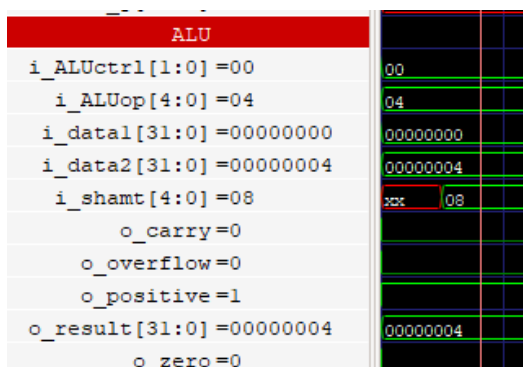 ALU
i_ALUctrl[1:0]=00 00
i_ALUop[4:0]=04 04
i_data1[31:0]=00000000 00000000
i_data2[31:0]=00000004 00000004
i_shamt[4:0]=08 xx 08
o_carry=0
o_overflow=0
o_positive=1
o_result[31:0]=00000004 00000004
o_zero=0